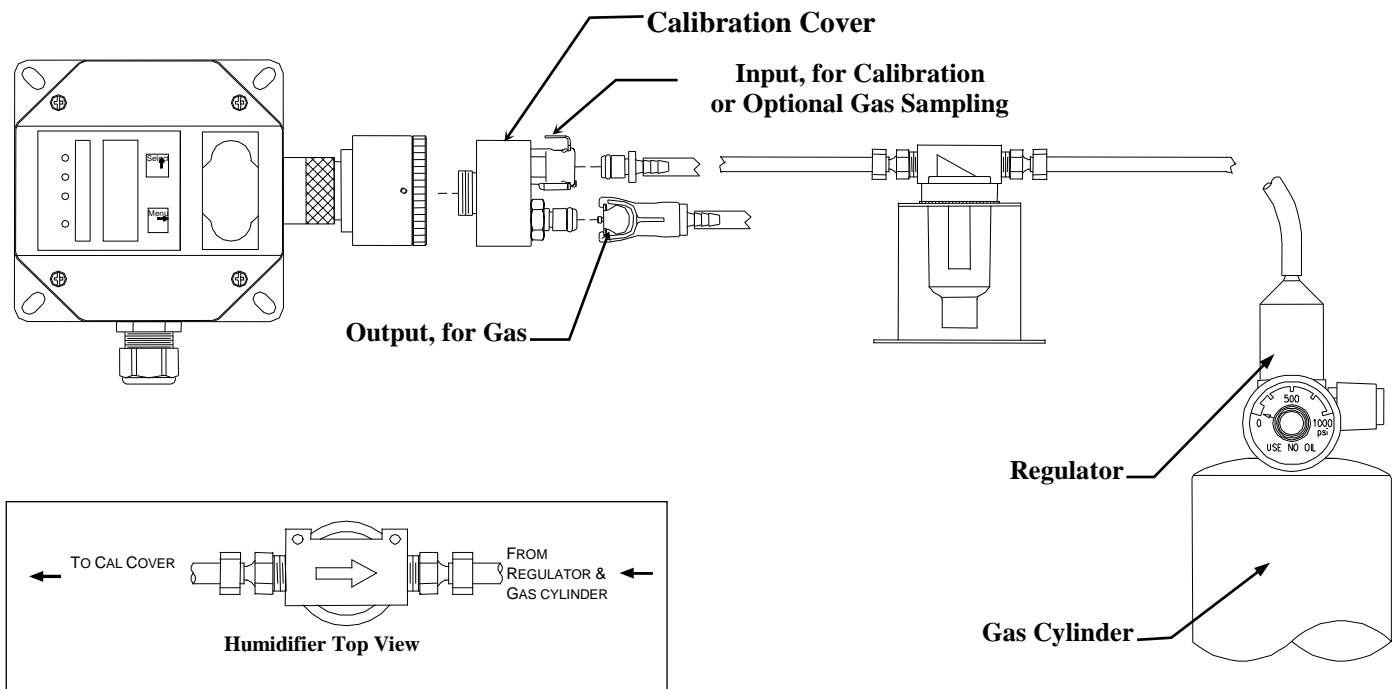 Calibration Cover
Input, for Calibration
or Optional Gas Sampling
Select
Menu
Output, for Gas
500
0
1000
psi
USE NO OIL
Regulator
Gas Cylinder
TO CAL COVER
FROM
REGULATOR &
GAS CYLINDER
Humidifier Top View